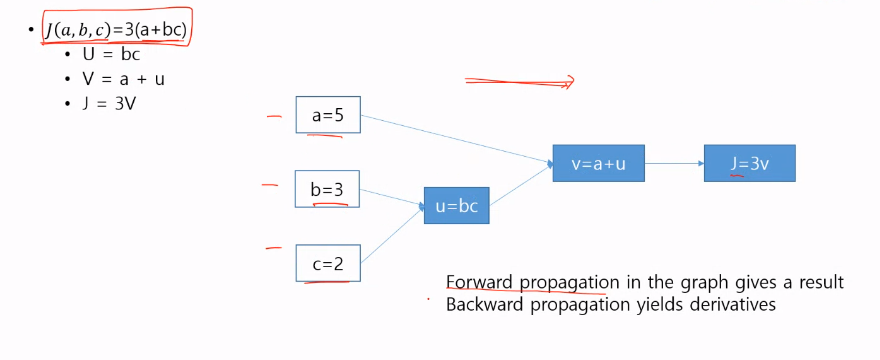 • J(a,b,c)=3(a+bc)
• U = bc
• V = a + u
• J = 3V
a=5
b=3
c=2
u=bc
v=a+u
J=3v
Forward propagation in the graph gives a result
Backward propagation yields derivatives